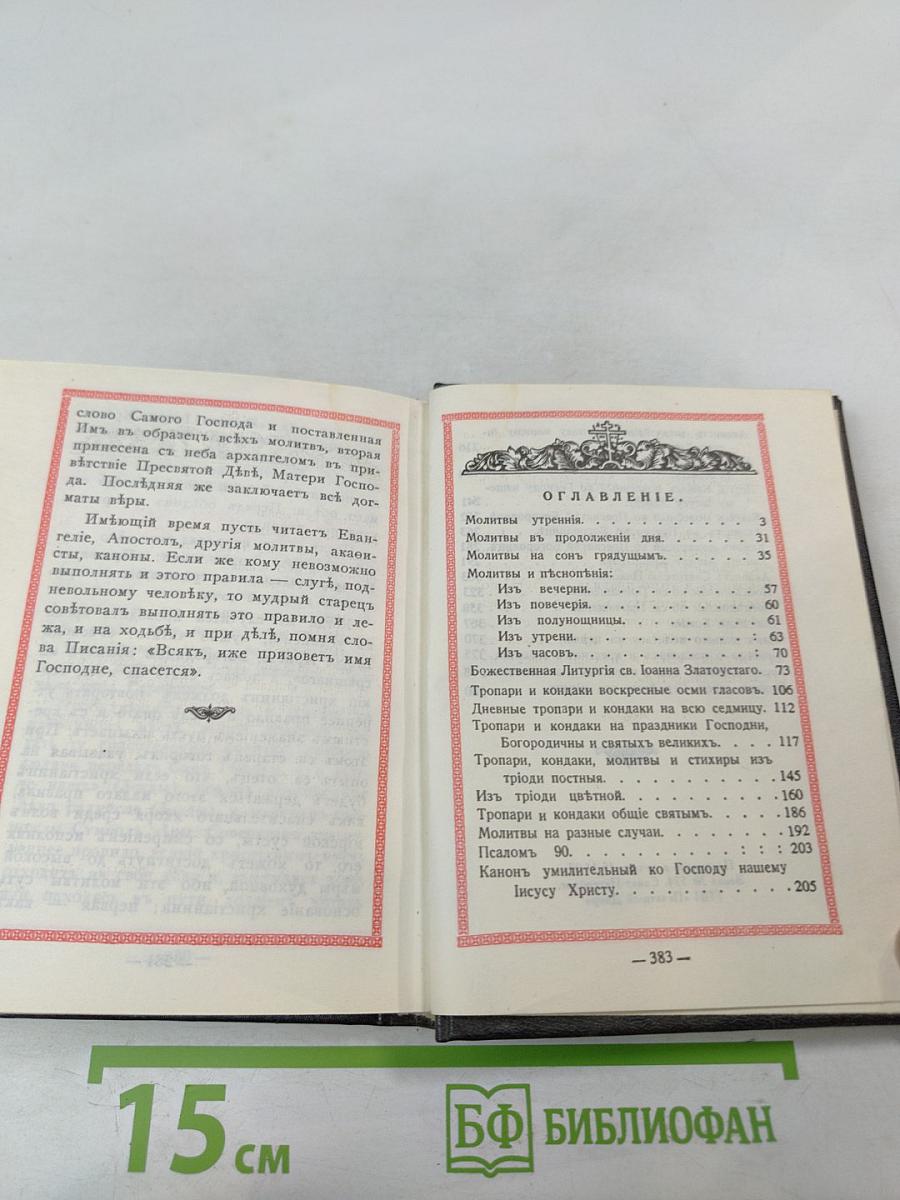 слово Самого Господа и поставленная
Имъ въ образецъ всѣхъ молитвъ, вторая
принесена съ неба архангеломъ въ при-
вѣтствіе Пресвятой Дѣвѣ, Матери Госпо-
да. Послѣдняя же заключаетъ всѣ дог-
маты вѣры.
Имѣющій время пусть читаетъ Еван-
геліе, Апостолъ, другія молитвы, акаѳи-
сты, каноны. Если же кому невозможно
выполнять и этого правила — слугѣ, под-
невольному человѣку, то мудрый старецъ
совѣтовалъ выполнять это правило и ле-
жа, и на ходьбѣ, и при дѣлѣ, помня сло-
ва Писанія: «Всякъ, иже призоветъ имя
Господне, спасется».
ОГЛАВЛЕНІЕ.
Молитвы утреннія. . . . . . . . . . . 3
Молитвы въ продолженіи дня. . . . . . 31
Молитвы на сонъ грядущымъ. . . . . . 35
Молитвы и пѣснопѣнія:
Изъ вечерни. . . . . . . . . . . 57
Изъ повечерія. . . . . . . . . . 60
Изъ полунощницы. . . . . . . . . 61
Изъ утрени. . . . . . . . . . . : 63
Изъ часовъ. . . . . . . . . . . : 70
Божественная Литургія св. Іоанна Златоустаго. 73
Тропари и кондаки воскресные осми гласовъ. 106
Дневные тропари и кондаки на всю седмицу. 112
Тропари и кондаки на праздники Господни,
Богородичны и святыхъ великихъ. . . . . 117
Тропари, кондаки, молитвы и стихиры изъ
тріоди постныя. . . . . . . . . . . 145
Изъ тріоди цвѣтной. . . . . . . . . . 160
Тропари и кондаки общіе святымъ. . . . . 186
Молитвы на разные случаи. . . . . . . . 192
Псаломъ 90. . . . . . . . . : : : 203
Канонъ умилительный ко Господу нашему
Іисусу Христу. . . . . . . . . . . 205
— 383 —
15 см
БФ БИБЛИОФАН